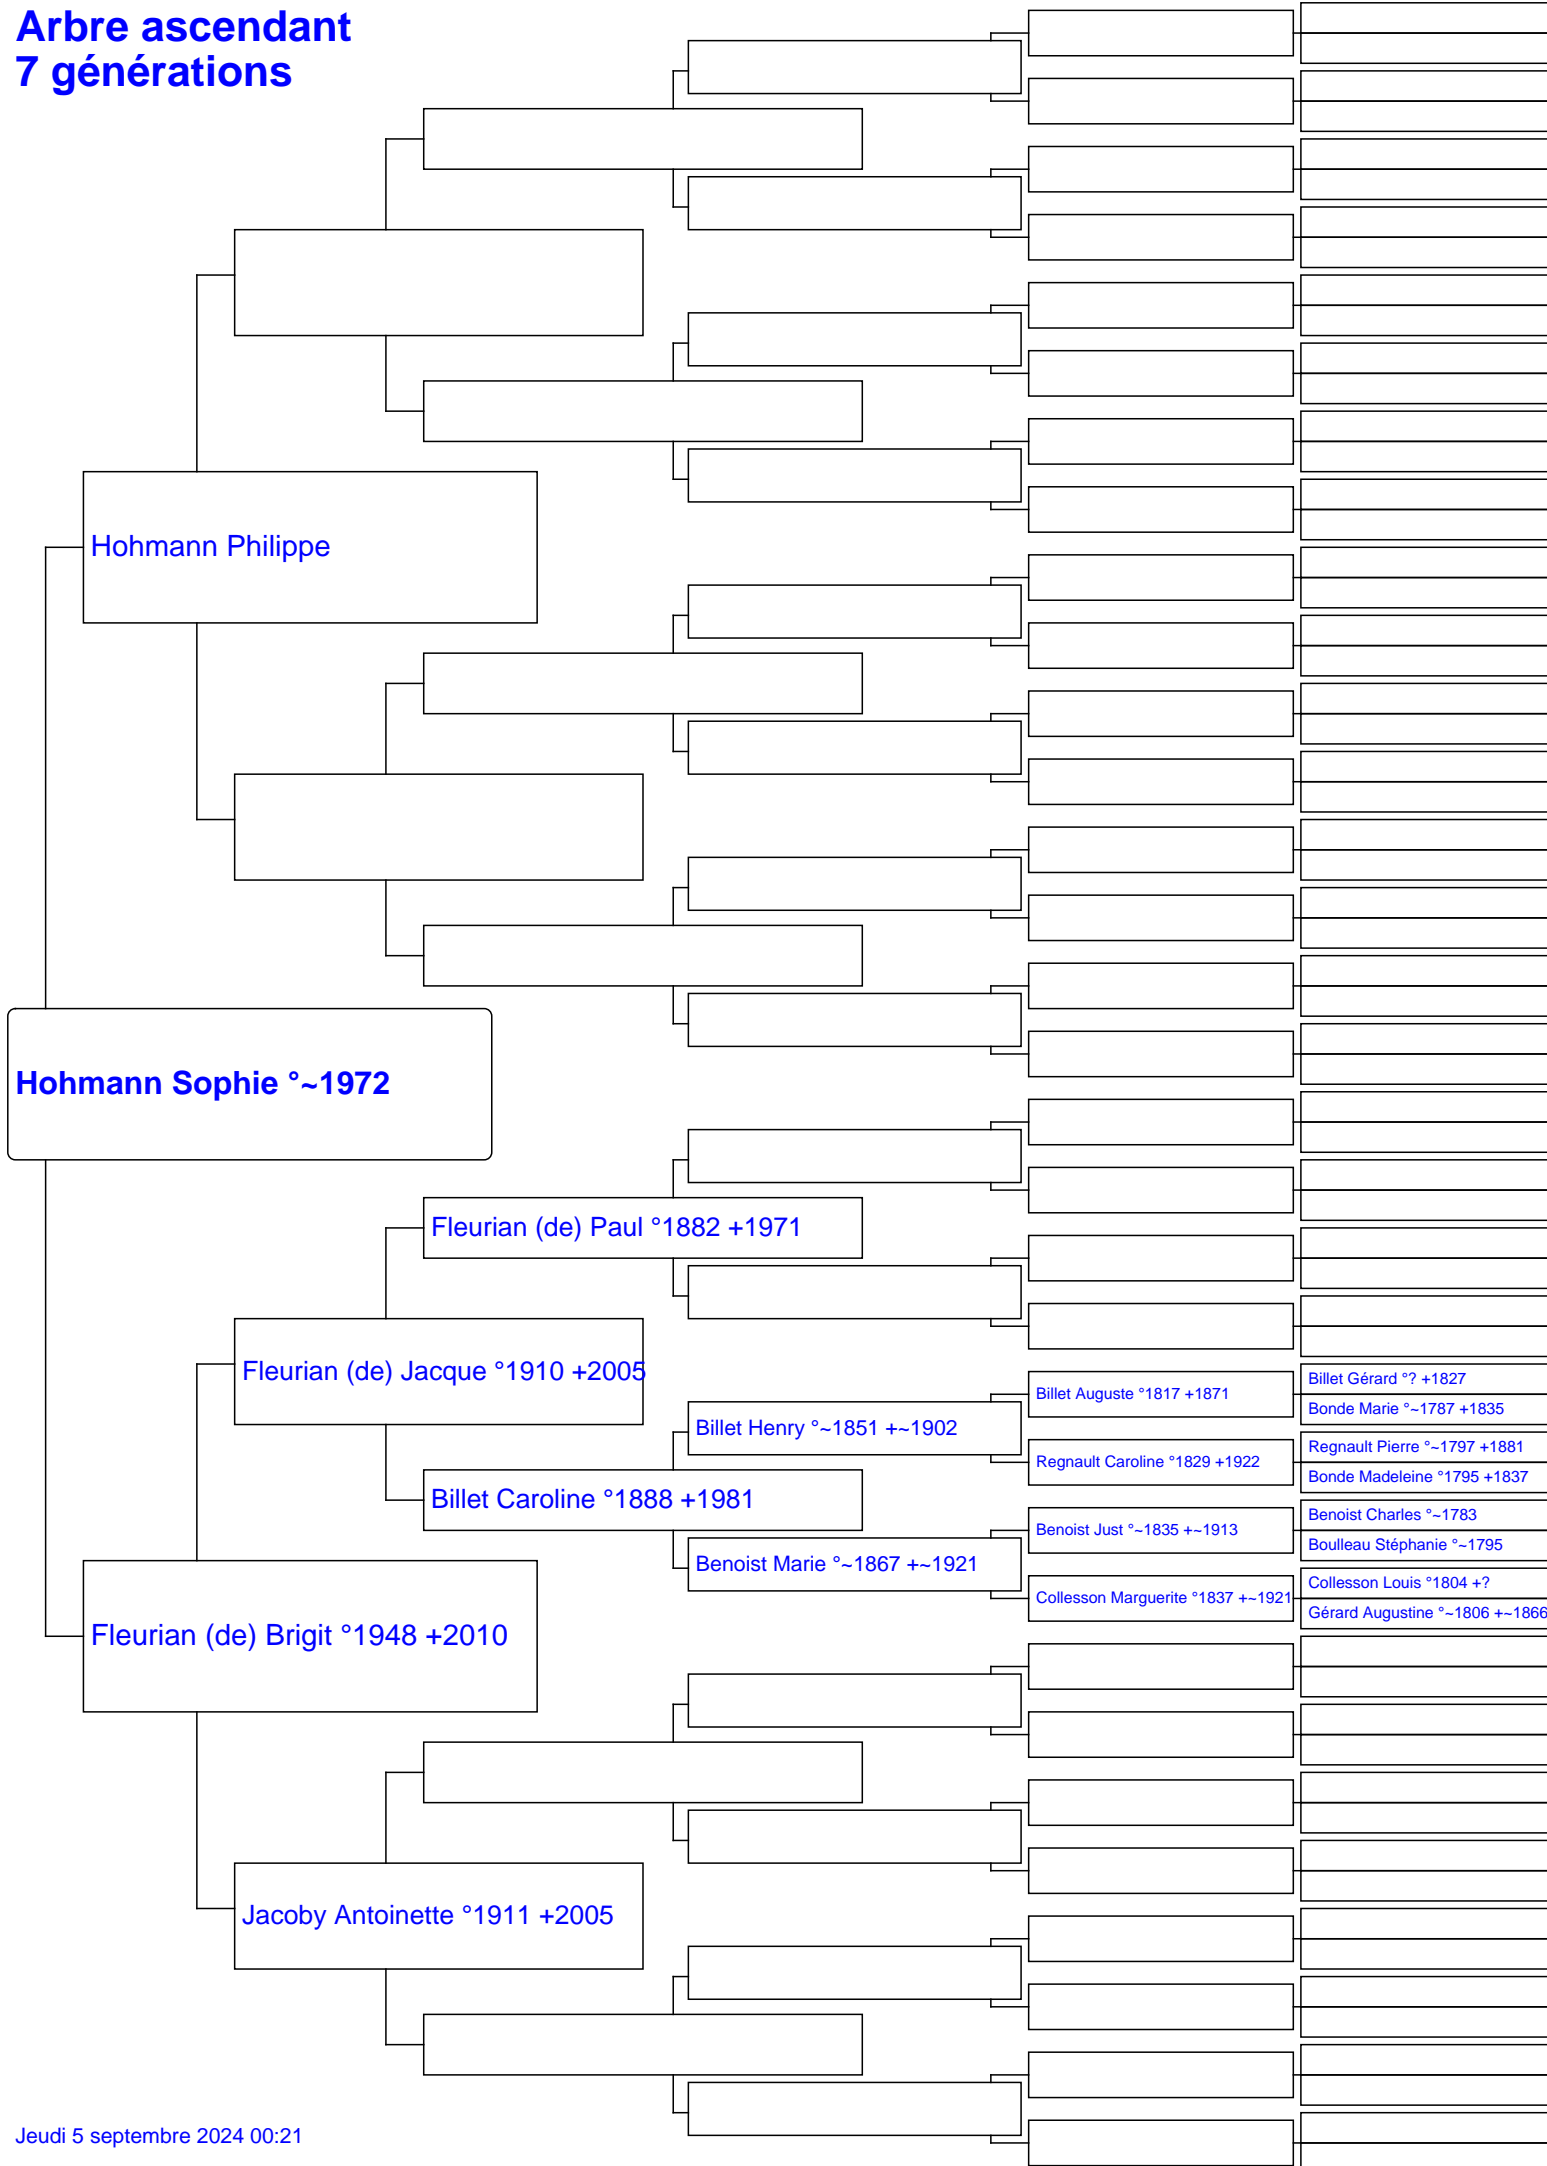 Arbre ascendant
7 générations
Hohmann Philippe
Hohmann Sophie °~1972
Fleurian (de) Paul °1882 +1971
Fleurian (de) Jacque °1910 +2005
Billet Auguste °1817 +1871
Billet Gérard °? +1827
Bonde Marie °~1787 +1835
Billet Henry °~1851 +~1902
Regnault Caroline °1829 +1922
Regnault Pierre °~1797 +1881
Bonde Madeleine °1795 +1837
Billet Caroline °1888 +1981
Benoist Just °~1835 +~1913
Benoist Charles °~1783
Boulleau Stéphanie °~1795
Benoist Marie °~1867 +~1921
Collesson Marguerite °1837 +~1921
Collesson Louis °1804 +?
Gérard Augustine °~1806 +~1866
Fleurian (de) Brigit °1948 +2010
Jacoby Antoinette °1911 +2005
Jeudi 5 septembre 2024 00:21